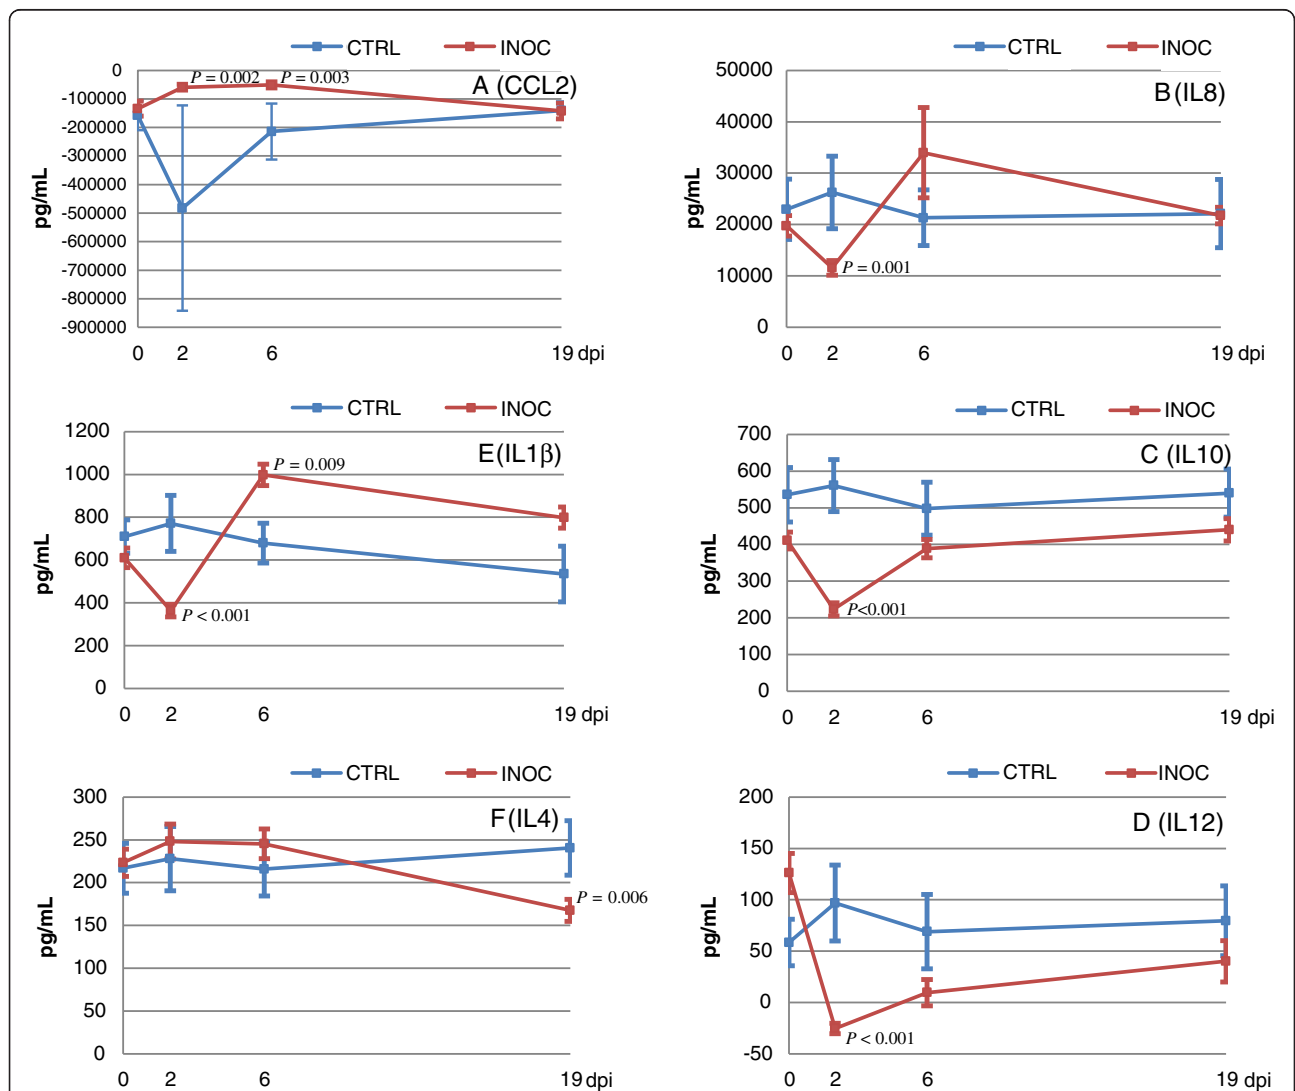 CTRL INOC
A (CCL2)
P = 0.002 P = 0.003
0
-100000
-200000
-300000
-400000
-500000
-600000
-700000
-800000
-900000
pg/mL
0 2 6 19 dpi
CTRL INOC
B (IL8)
50000
40000
30000
20000
10000
0
pg/mL
P = 0.001
0 2 6 19 dpi
CTRL INOC
E (IL1β)
1200
1000
800
600
400
200
0
pg/mL
P = 0.009
P < 0.001
0 2 6 19 dpi
CTRL INOC
C (IL10)
700
600
500
400
300
200
100
0
pg/mL
P<0.001
0 2 6 19 dpi
CTRL INOC
F (IL4)
300
250
200
150
100
50
0
pg/mL
P = 0.006
0 2 6 19 dpi
CTRL INOC
D (IL12)
200
150
100
50
0
-50
pg/mL
P < 0.001
0 2 6 19 dpi